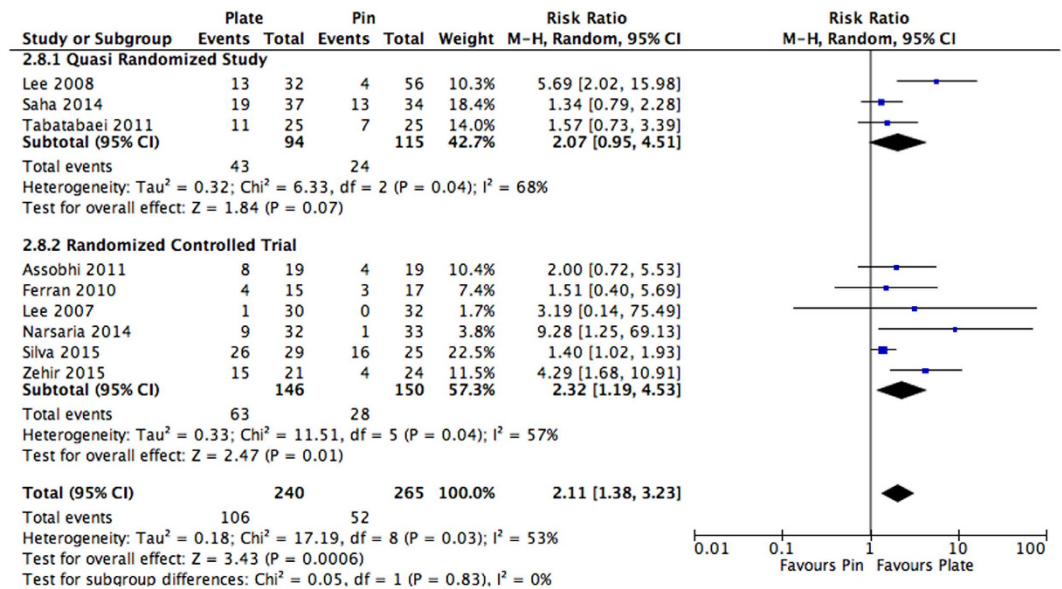 Plate Pin Risk Ratio Risk Ratio
Study or Subgroup Events Total Events Total Weight M-H, Random, 95% CI M-H, Random, 95% CI
2.8.1 Quasi Randomized Study
Lee 2008 13 32 4 56 10.3% 5.69 [2.02, 15.98]
Saha 2014 19 37 13 34 18.4% 1.34 [0.79, 2.28]
Tabatabaei 2011 11 25 7 25 14.0% 1.57 [0.73, 3.39]
Subtotal (95% CI) 94 115 42.7% 2.07 [0.95, 4.51]
Total events 43 24
Heterogeneity: Tau² = 0.32; Chi² = 6.33, df = 2 (P = 0.04); I² = 68%
Test for overall effect: Z = 1.84 (P = 0.07)
2.8.2 Randomized Controlled Trial
Assobhi 2011 8 19 4 19 10.4% 2.00 [0.72, 5.53]
Ferran 2010 4 15 3 17 7.4% 1.51 [0.40, 5.69]
Lee 2007 1 30 0 32 1.7% 3.19 [0.14, 75.49]
Narsaria 2014 9 32 1 33 3.8% 9.28 [1.25, 69.13]
Silva 2015 26 29 16 25 22.5% 1.40 [1.02, 1.93]
Zehir 2015 15 21 4 24 11.5% 4.29 [1.68, 10.91]
Subtotal (95% CI) 146 150 57.3% 2.32 [1.19, 4.53]
Total events 63 28
Heterogeneity: Tau² = 0.33; Chi² = 11.51, df = 5 (P = 0.04); I² = 57%
Test for overall effect: Z = 2.47 (P = 0.01)
Total (95% CI) 240 265 100.0% 2.11 [1.38, 3.23]
Total events 106 52
Heterogeneity: Tau² = 0.18; Chi² = 17.19, df = 8 (P = 0.03); I² = 53%
Test for overall effect: Z = 3.43 (P = 0.0006)
Test for subgroup differences: Chi² = 0.05, df = 1 (P = 0.83), I² = 0%
0.01 0.1 1 10 100
Favours Pin Favours Plate